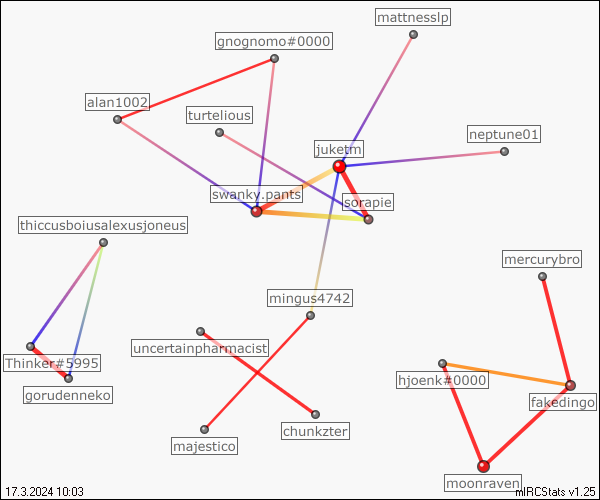 mattnesslp
gnognomo#0000
alan1002
turtelious
neptune01
juketm
swanky.pants
sorapie
thiccusboiusalexusjoneus
mercurybro
mingus4742
uncertainpharmacist
Thinker#5995
hjoenk#0000
gorudenneko
fakedingo
chunkzter
majestico
moonraven
17.3.2024 10:03
mIRCStats v1.25